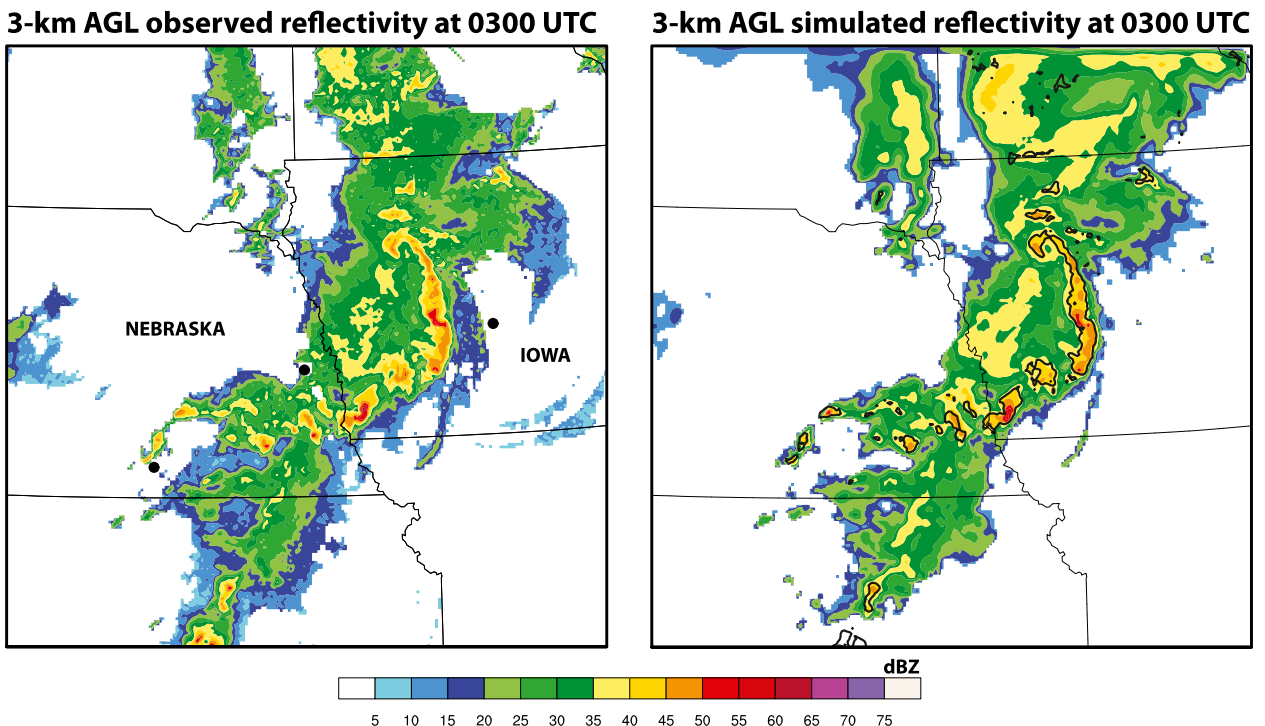 3-km AGL observed reflectivity at 0300 UTC
3-km AGL simulated reflectivity at 0300 UTC
NEBRASKA
IOWA
dBZ
5 10 15 20 25 30 35 40 45 50 55 60 65 70 75